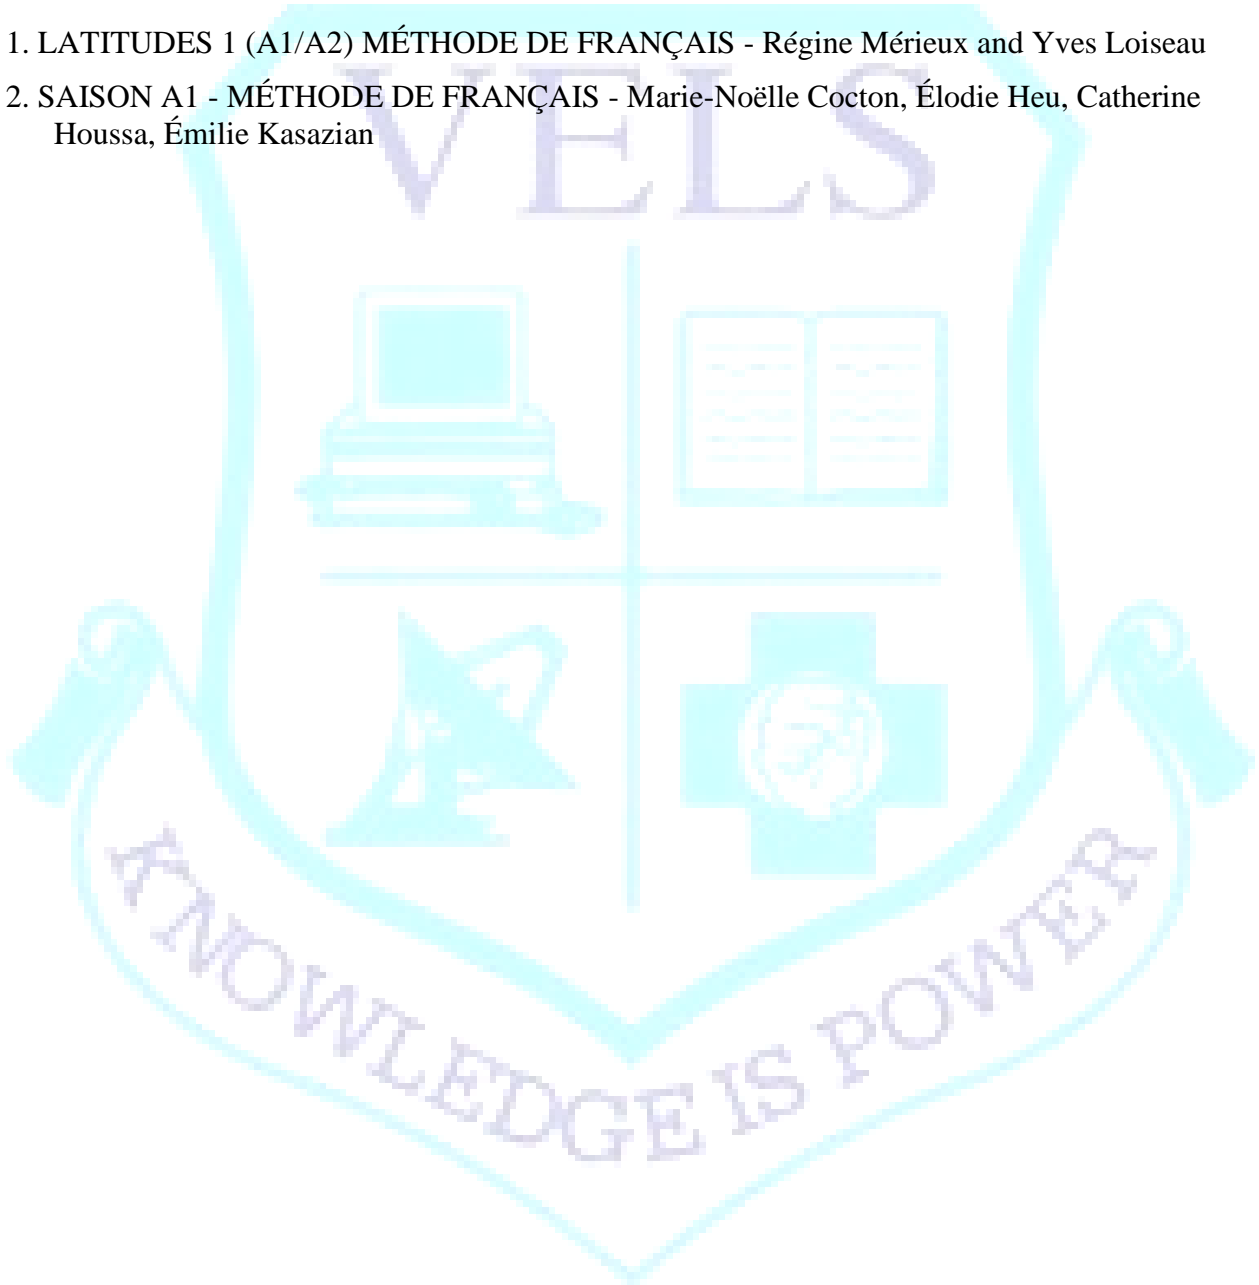 1. LATITUDES 1 (A1/A2) MÉTHODE DE FRANÇAIS - Régine Mérieux and Yves Loiseau
2. SAISON A1 - MÉTHODE DE FRANÇAIS - Marie-Noëlle Cocton, Élodie Heu, Catherine
Houssa, Émilie Kasazian
VELS
KNOWLEDGE IS POWER